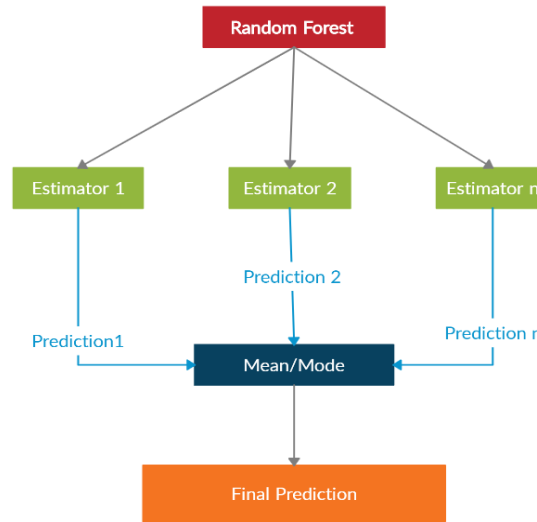 Random Forest
Estimator 1
Estimator 2
Estimator n
Prediction 2
Prediction1
Prediction n
Mean/Mode
Final Prediction